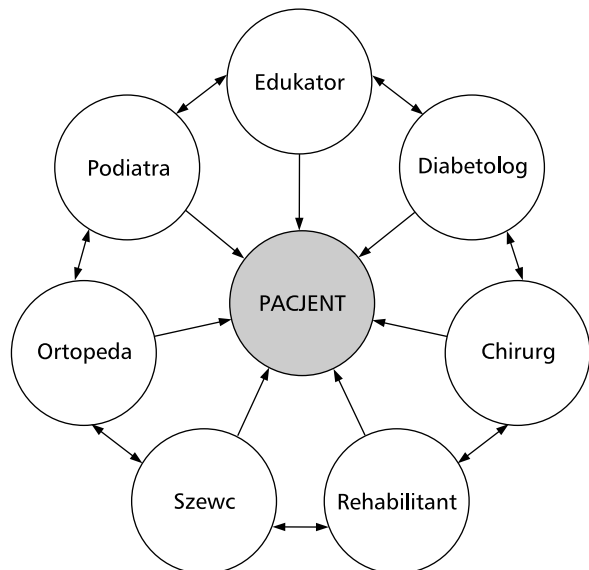 Edukator
Podiatra
Diabetolog
PACJENT
Ortopeda
Chirurg
Szewc
Rehabilitant